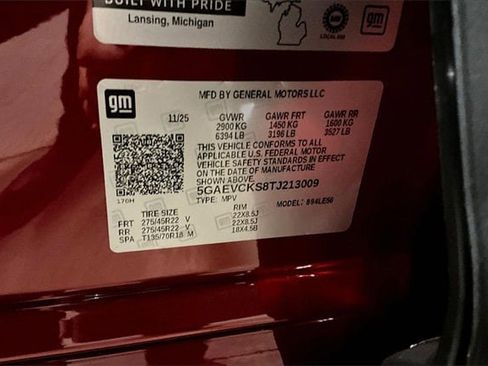 BUILT WITH PRIDE
Lansing, Michigan
gm
LOCAL 602
gm
MFD BY GENERAL MOTORS LLC
11/25
GVWR GAWR FRT GAWR RR
2900 KG 1450 KG 1600 KG
6394 LB 3196 LB 3527 LB
THIS VEHICLE CONFORMS TO ALL
APPLICABLE U.S. FEDERAL MOTOR
VEHICLE SAFETY STANDARDS IN EFFECT
ON THE DATE OF MANUFACTURE
SHOWN ABOVE.
5GAEVCKS8TJ213009
TYPE: MPV MODEL:
TIRE SIZE RIM
FRT 275/45R22 V 22X8.5J
RR 275/45R22 V 22X8.5J
SPA T135/70R18 M 18X4.5B